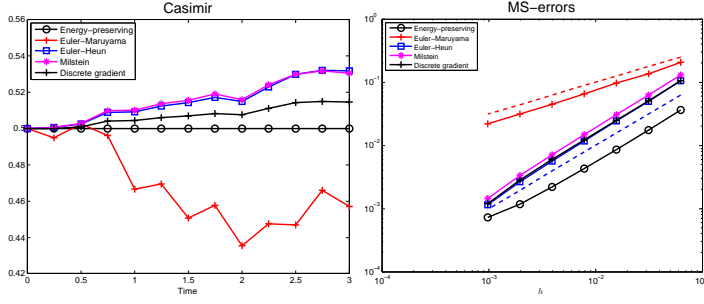 Casimir
0.56
0.54
0.52
0.5
0.48
0.46
0.44
0.42
0
0.5
1
1.5
2
2.5
3
Time
Energy−preserving
Euler−Maruyama
Euler−Heun
Milstein
Discrete gradient
MS−errors
10^0
10^−1
10^−2
10^−3
10^−4
10^−4
10^−3
10^−2
10^−1
h
Energy−preserving
Euler−Maruyama
Euler−Heun
Milstein
Discrete gradient